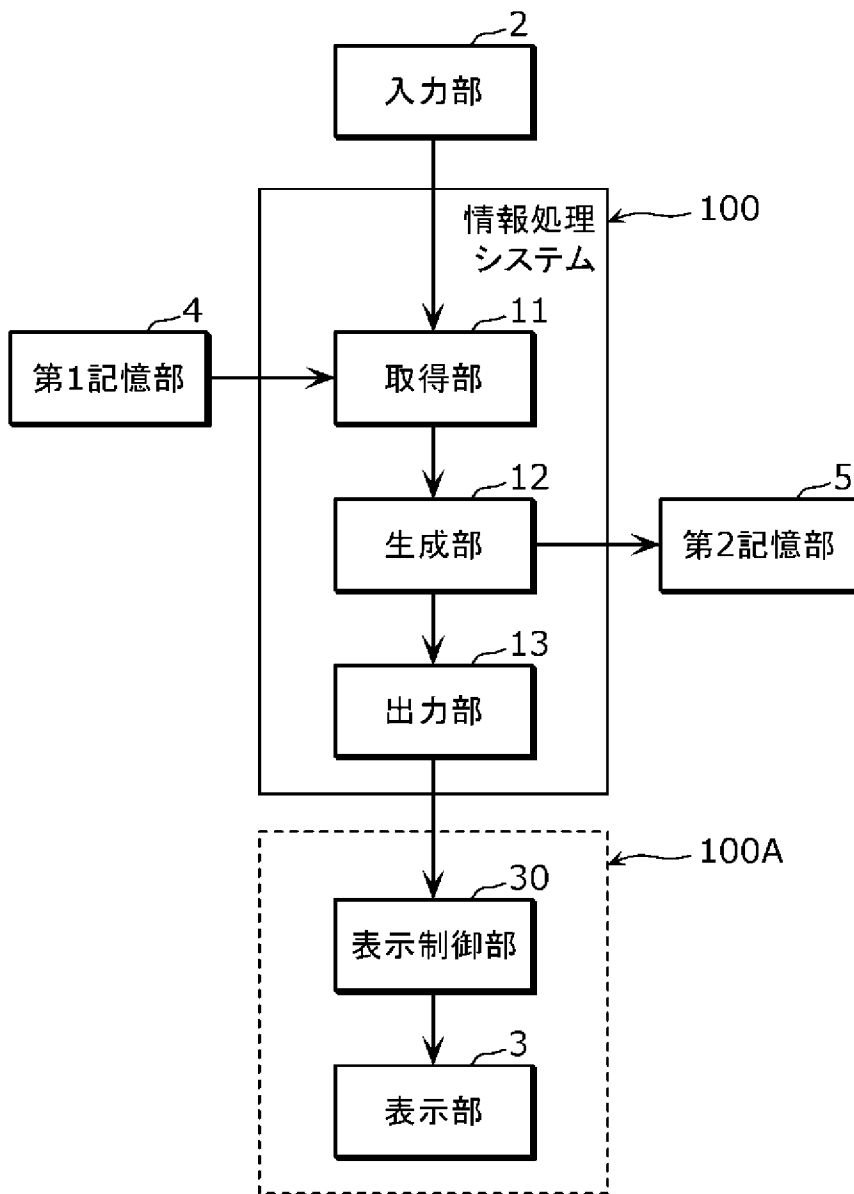 2
入力部
情報処理
システム
100
4
第1記憶部
11
取得部
12
生成部
5
第2記憶部
13
出力部
100A
30
表示制御部
3
表示部